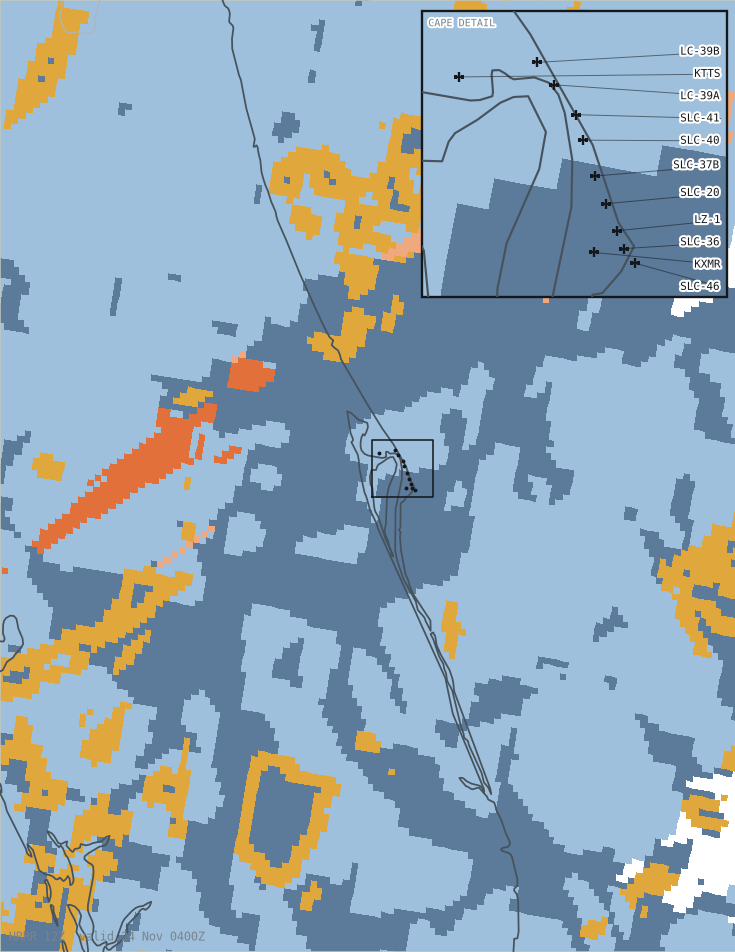 CAPE DETAIL
LC-39B
KTTS
LC-39A
SLC-41
SLC-40
SLC-37B
SLC-20
LZ-1
SLC-36
KXMR
SLC-46
Nov 0400Z